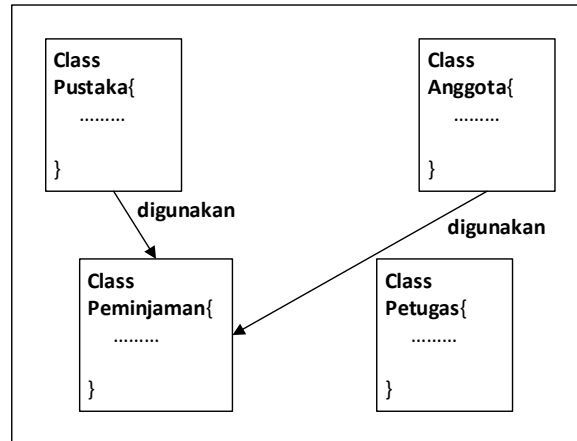 Class
Pustaka{
………
}
Class
Anggota{
………
}
digunakan
digunakan
Class
Peminjaman{
………
}
Class
Petugas{
………
}